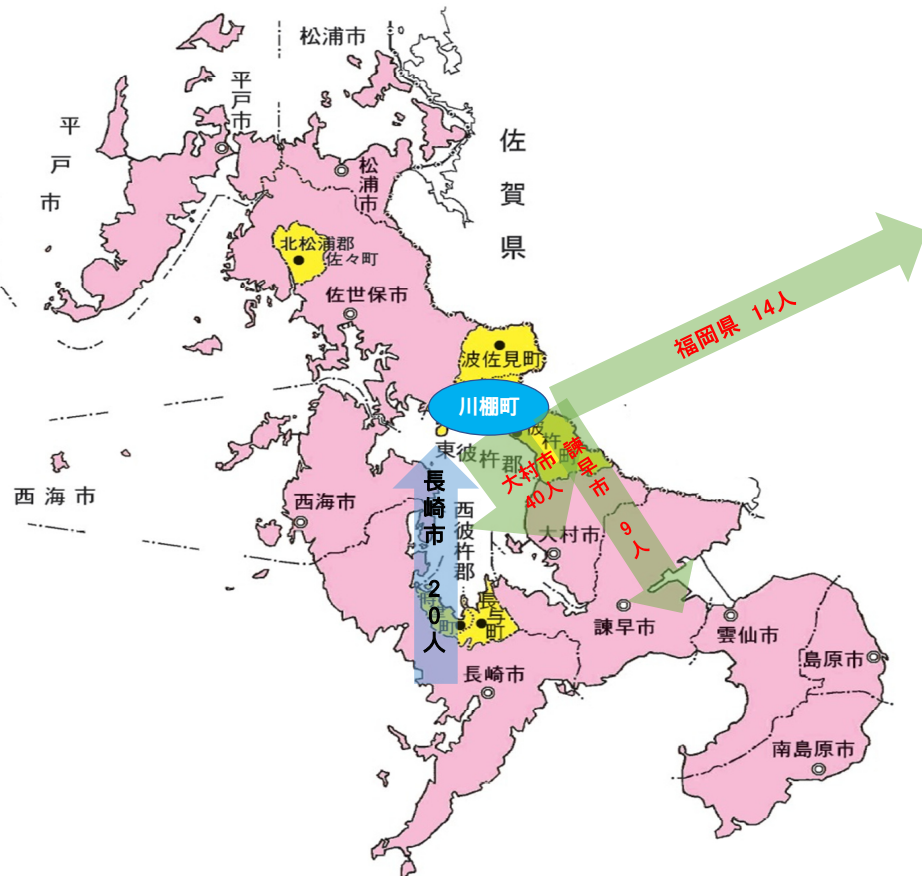 松浦市
平戸市
平戸市
松浦市
佐賀県
北松浦郡
佐々町
佐世保市
福岡県 14人
波佐見町
川棚町
彼杵町
東彼杵郡
諫早市 9人
大村市
40人
長崎市 20人
西海市
西海市
西彼杵郡
大村市
長与町
諫早市
雲仙市
島原市
長崎市
南島原市